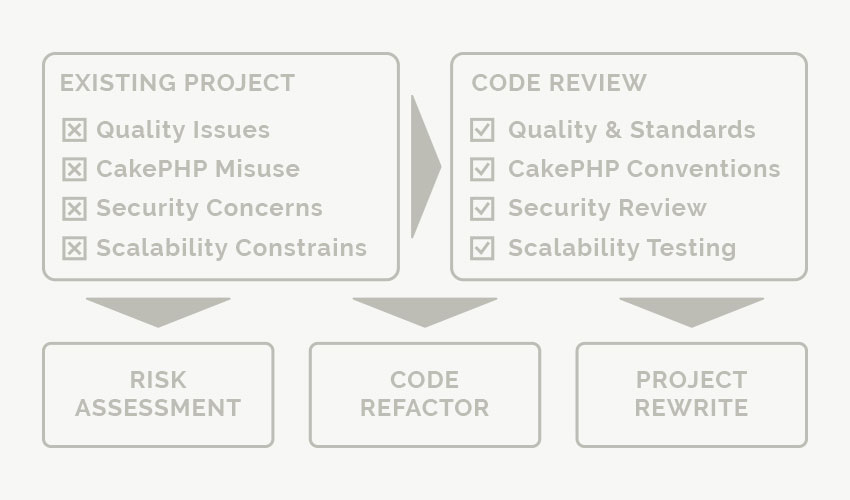 EXISTING PROJECT
Quality Issues
CakePHP Misuse
Security Concerns
Scalability Constrains
CODE REVIEW
Quality & Standards
CakePHP Conventions
Security Review
Scalability Testing
RISK
ASSESSMENT
CODE
REFACTOR
PROJECT
REWRITE